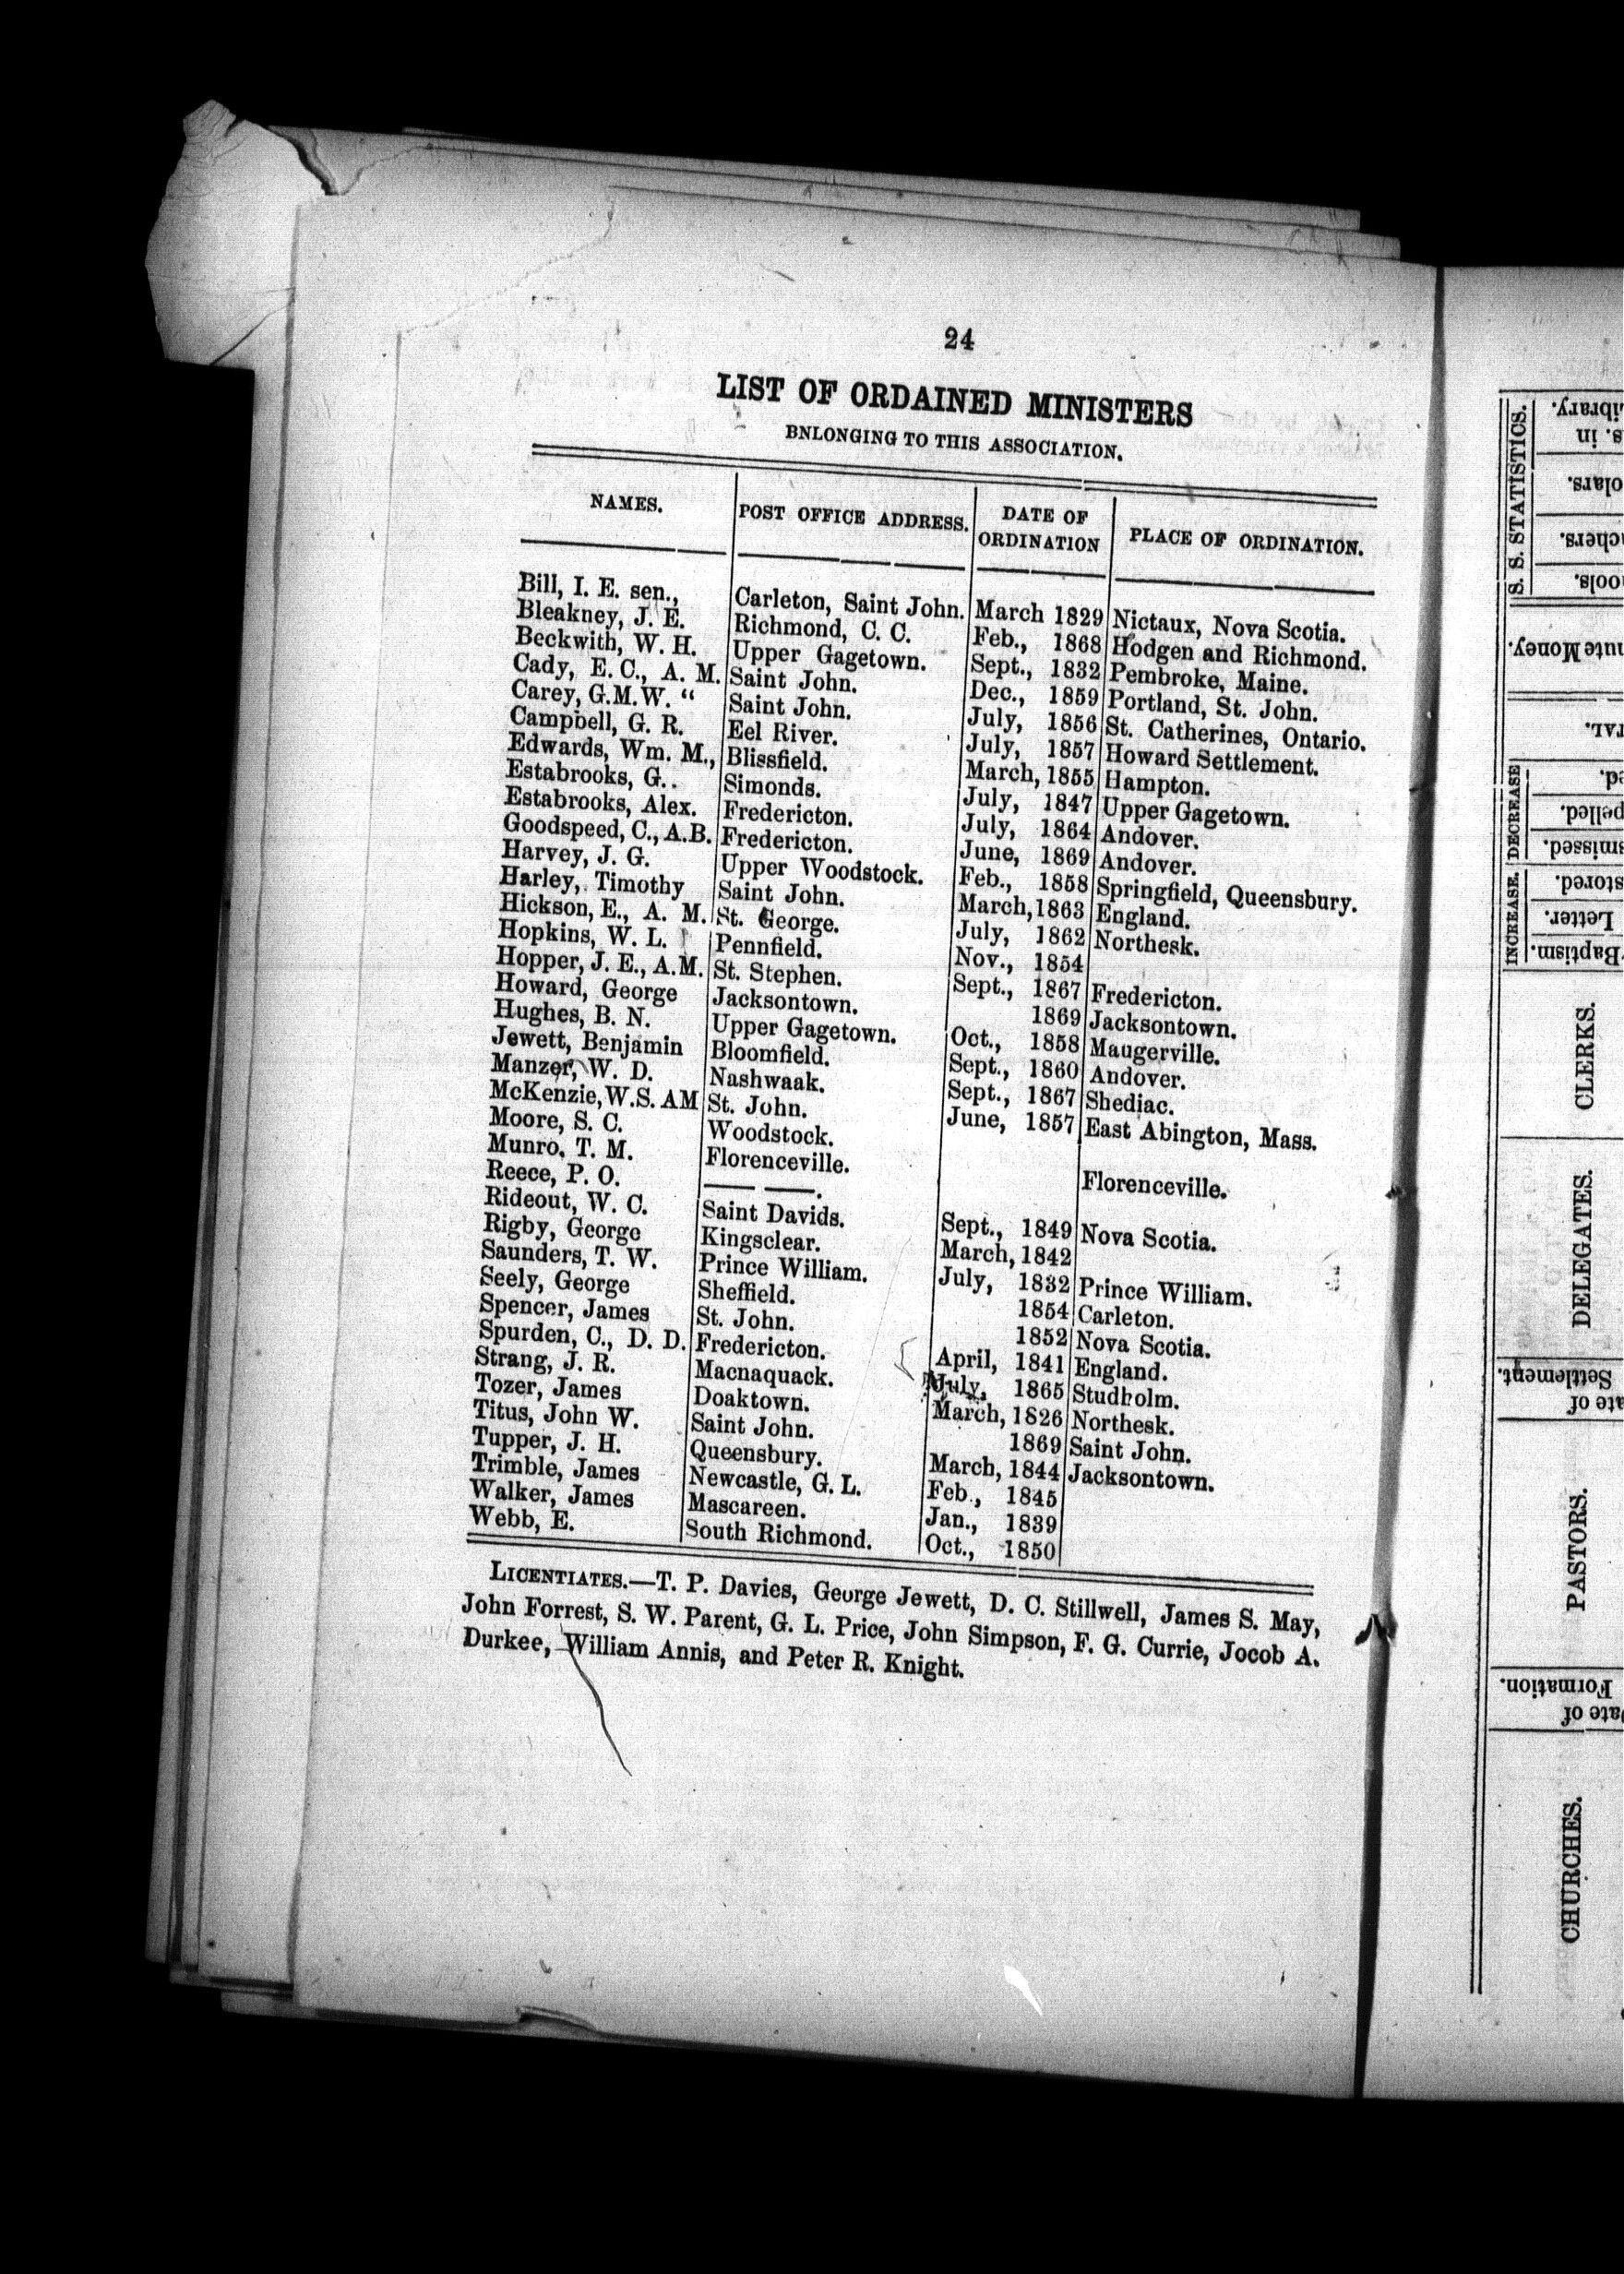 24
LIST OF ORDAINED MINISTERS
BNLONGING TO THIS ASSOCIATION.
NAMES. POST OFFICE ADDRESS. DATE OF ORDINATION PLACE OF ORDINATION.
Bill, I. E. sen., Carleton, Saint John. March 1829 Nictaux, Nova Scotia.
Bleakney, J. E. Richmond, C. C. Feb., 1868 Hodgen and Richmond.
Beckwith, W. H. Upper Gagetown. Sept., 1832 Pembroke, Maine.
Cady, E. C., A. M. Saint John. Dec., 1859 Portland, St. John.
Carey, G.M.W. “ Saint John. July, 1856 St. Catherines, Ontario.
Campbell, G. R. Eel River. July, 1857 Howard Settlement.
Edwards, Wm. M., Blissfield. March, 1855 Hampton.
Estabrooks, G.. Simonds. July, 1847 Upper Gagetown.
Estabrooks, Alex. Fredericton. July, 1864 Andover.
Goodspeed, C., A.B. Fredericton. June, 1869 Andover.
Harvey, J. G. Upper Woodstock. Feb., 1858 Springfield, Queensbury.
Harley, Timothy Saint John. March, 1863 England.
Hickson, E., A. M. St. George. July, 1862 Northesk.
Hopkins, W. L. Pennfield. Nov., 1854
Hopper, J. E., A.M. St. Stephen. Sept., 1867 Fredericton.
Howard, George Jacksontown. 1869 Jacksontown.
Hughes, B. N. Upper Gagetown. Oct., 1858 Maugerville.
Jewett, Benjamin Bloomfield. Sept., 1860 Andover.
Manzer, W. D. Nashwaak. Sept., 1867 Shediac.
McKenzie, W.S. AM St. John. June, 1857 East Abington, Mass.
Moore, S. C. Woodstock.
Munro, T. M. Florenceville. Florenceville.
Reece, P. O. —— ——.
Rideout, W. C. Saint Davids. Sept., 1849 Nova Scotia.
Rigby, George Kingsclear. March, 1842
Saunders, T. W. Prince William. July, 1832 Prince William.
Seely, George Sheffield. 1854 Carleton.
Spencer, James St. John. 1852 Nova Scotia.
Spurden, C., D. D. Fredericton. April, 1841 England.
Strang, J. R. Macnaquack. July, 1865 Studholm.
Tozer, James Doaktown. March, 1826 Northesk.
Titus, John W. Saint John. 1869 Saint John.
Tupper, J. H. Queensbury. March, 1844 Jacksontown.
Trimble, James Newcastle, G. L. Feb., 1845
Walker, James Mascareen. Jan., 1839
Webb, E. South Richmond. Oct., 1850
LICENTIATES.—T. P. Davies, George Jewett, D. C. Stillwell, James S. May,
John Forrest, S. W. Parent, G. L. Price, John Simpson, F. G. Currie, Jocob A.
Durkee, William Annis, and Peter R. Knight.
CHURCHES.
Formation.
PASTORS.
Settlement.
DELEGATES.
CLERKS.
INCREASE.
Baptism.
Letter.
DECREASE
S. S. STATISTICS.